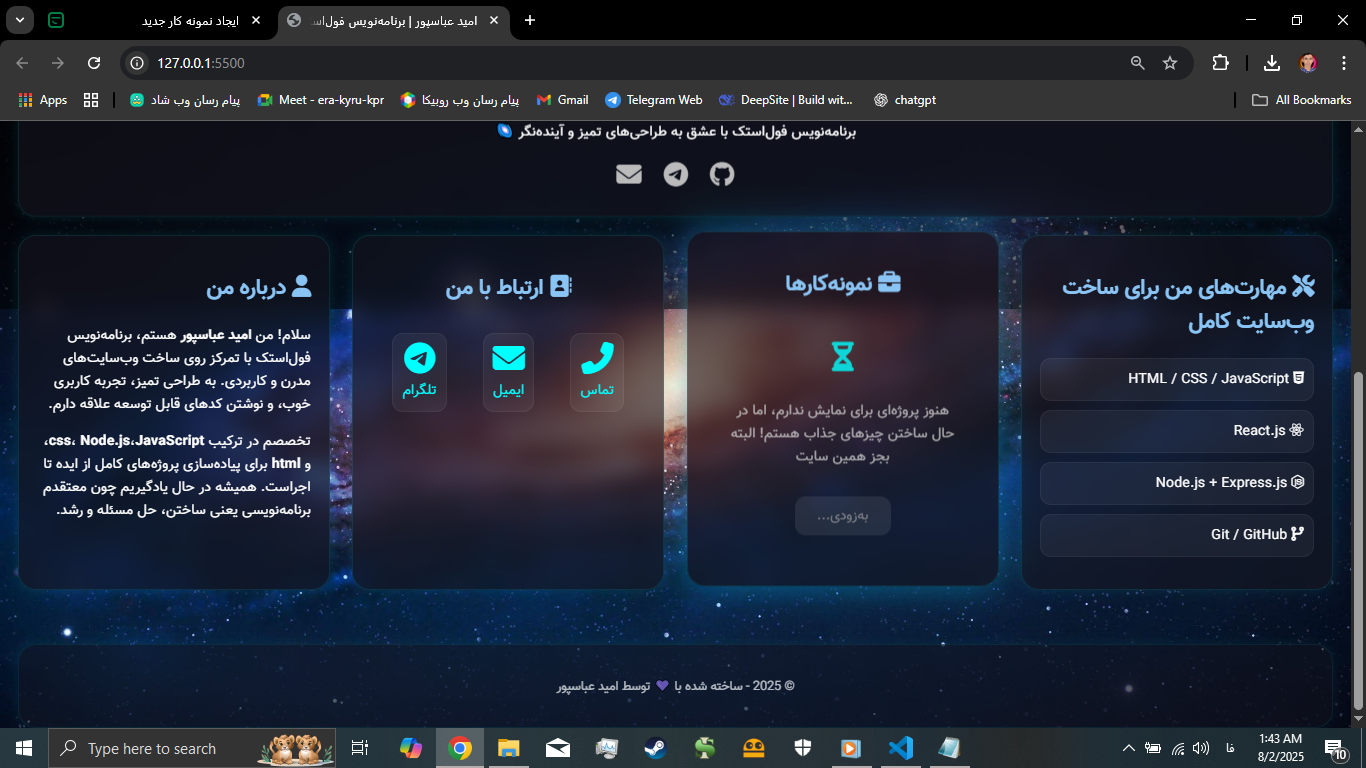 ایجاد نمونه کار جدید
امید عباسپور | برنامه‌نویس فول‌اس
127.0.0.1:5500
Apps
پیام رسان وب شاد
Meet - era-kyru-kpr
پیام رسان وب روبیکا
Gmail
Telegram Web
DeepSite | Build wit...
chatgpt
All Bookmarks
برنامه‌نویس فول‌استک با عشق به طراحی‌های تمیز و آینده‌نگر
مهارت‌های من برای ساخت
وب‌سایت کامل
HTML / CSS / JavaScript
React.js
Node.js + Express.js
Git / GitHub
نمونه‌کارها
هنوز پروژه‌ای برای نمایش ندارم، اما در
حال ساختن چیزهای جذاب هستم! البته
بجز همین سایت
به‌زودی...
ارتباط با من
تماس
ایمیل
تلگرام
درباره من
سلام! من امید عباسپور هستم، برنامه‌نویس
فول‌استک با تمرکز روی ساخت وب‌سایت‌های
مدرن و کاربردی. به طراحی تمیز، تجربه کاربری
خوب، و نوشتن کدهای قابل توسعه علاقه دارم.
تخصصم در ترکیب css، Node.js،JavaScript،
و html برای پیاده‌سازی پروژه‌های کامل از ایده تا
اجراست. همیشه در حال یادگیریم چون معتقدم
برنامه‌نویسی یعنی ساختن، حل مسئله و رشد.
© 2025 - ساخته شده با 💜 توسط امید عباسپور
Type here to search
فا
1:43 AM
8/2/2025
10